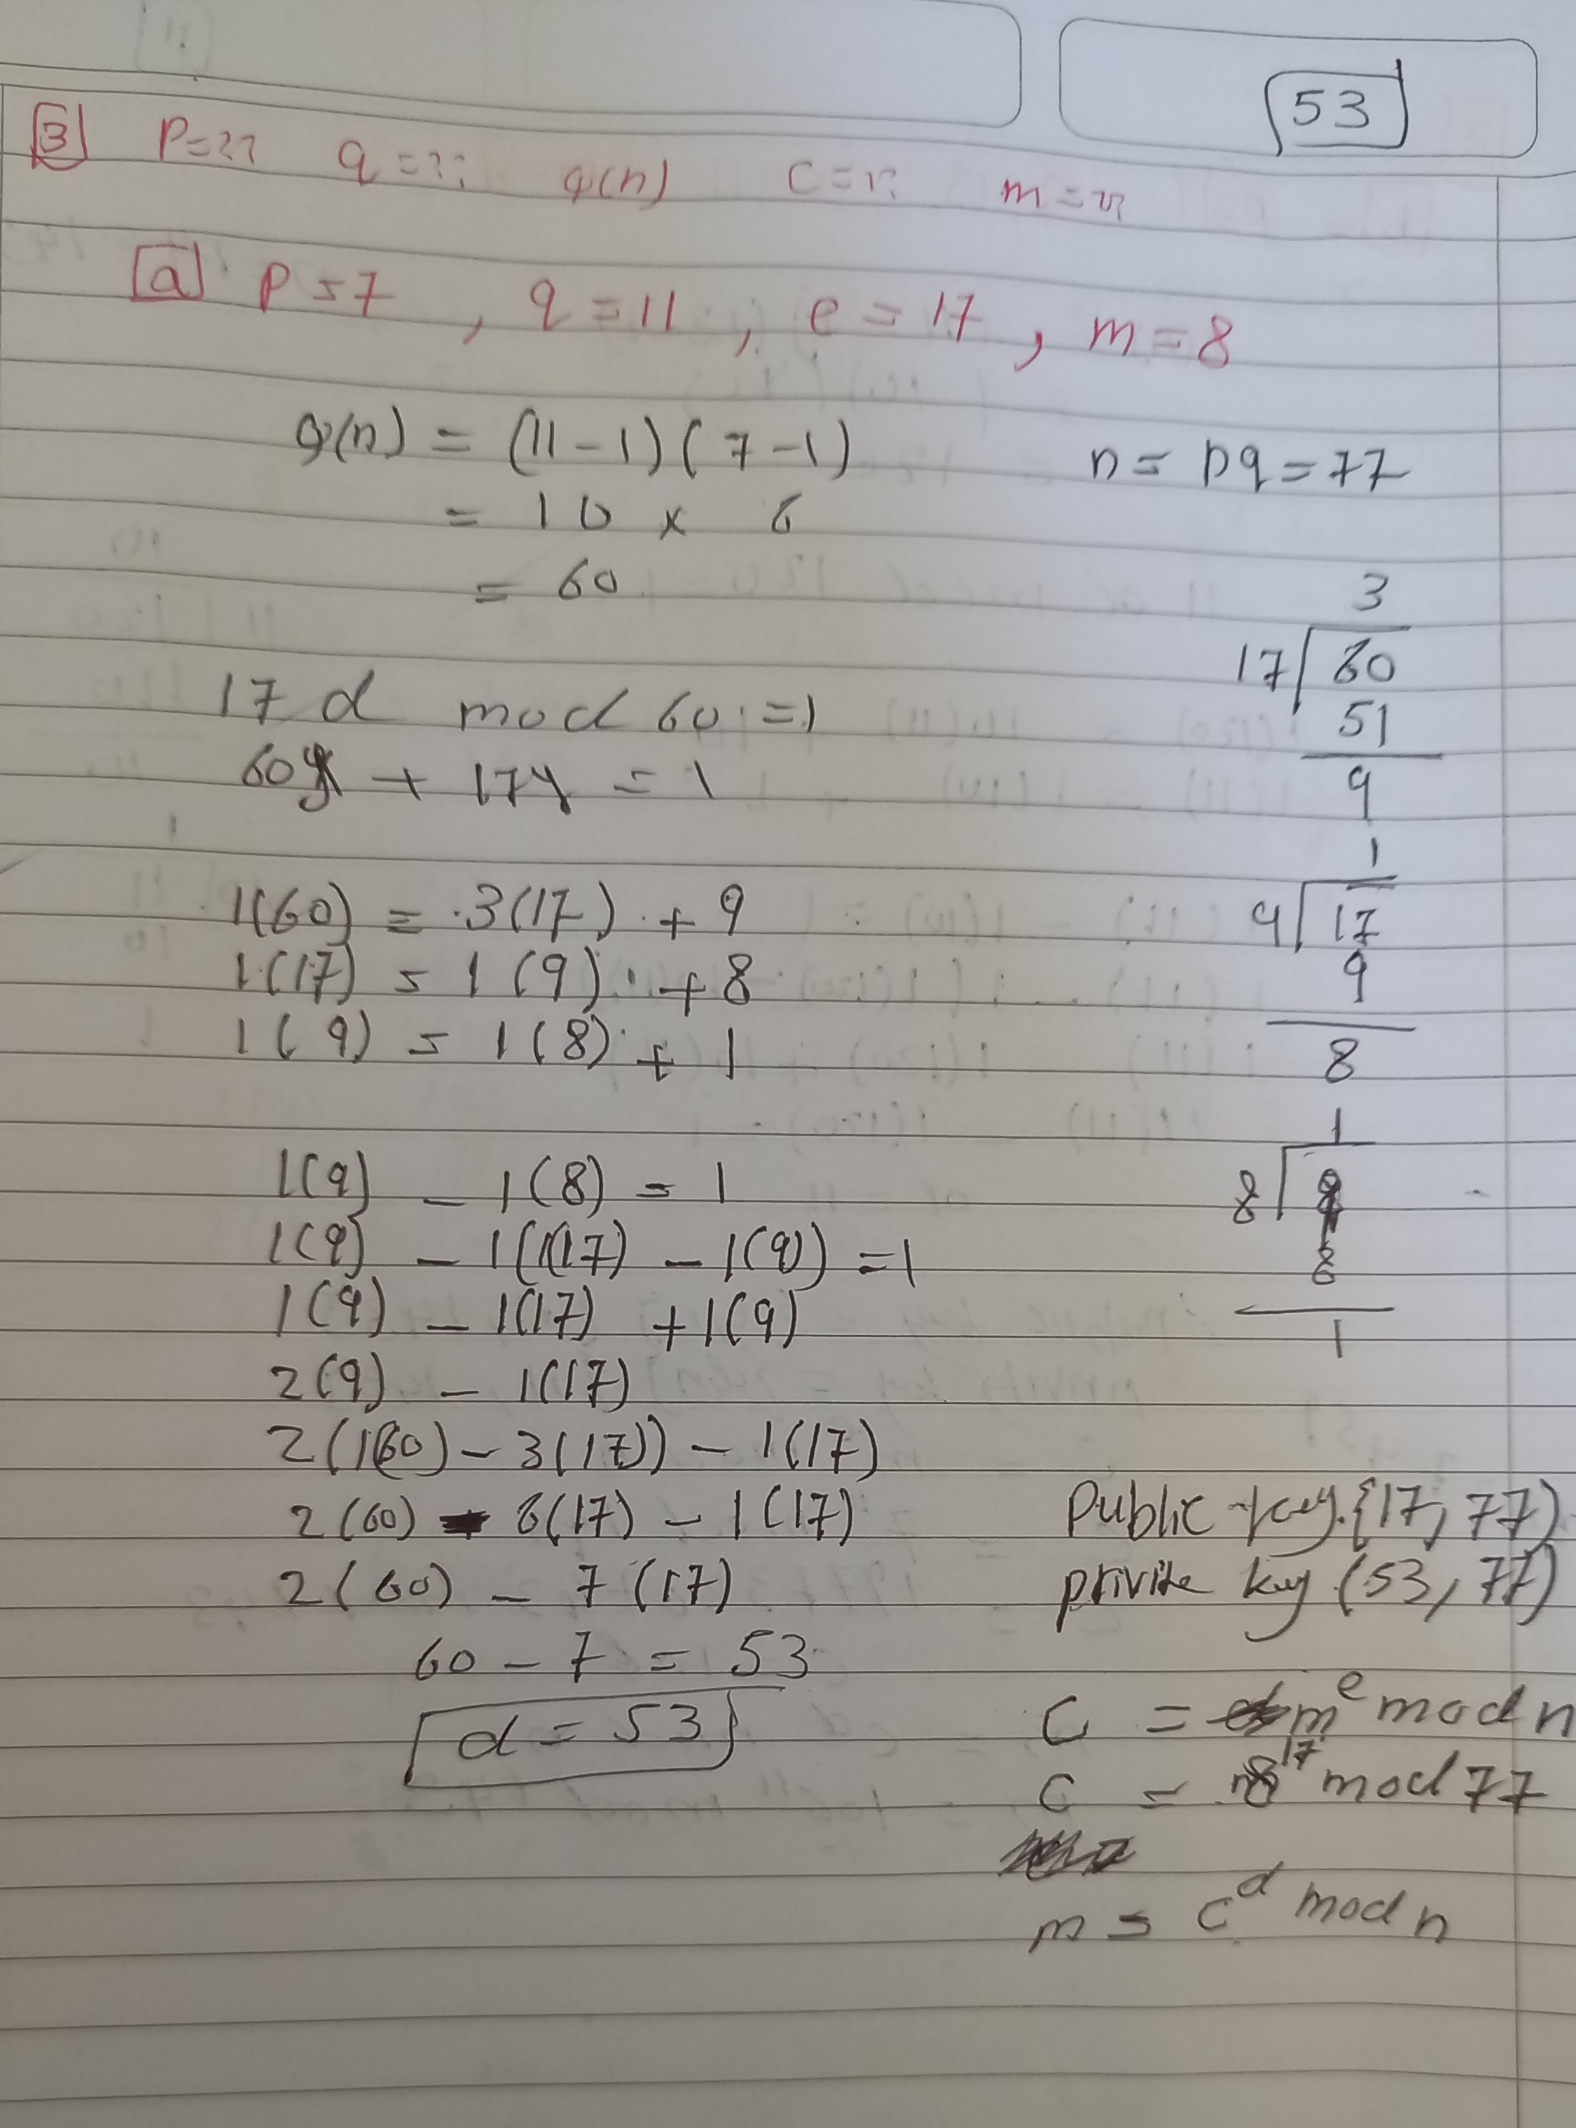 53
3 P=?? q=?? φ(n) C=?? m=??
a P=7 , q=11 , e=17 , m=8
φ(n) = (11-1)(7-1)
= 10 x 6
= 60
n = pq = 77
17 d mod 60 = 1
60x + 17y = 1
1(60) = 3(17) + 9
1(17) = 1(9) + 8
1(9) = 1(8) + 1
1(9) - 1(8) = 1
1(9) - 1(1(17) - 1(9)) = 1
1(9) - 1(17) + 1(9)
2(9) - 1(17)
2(1(60) - 3(17)) - 1(17)
2(60) - 6(17) - 1(17)
2(60) - 7(17)
60 - 7 = 53
d = 53
3
17 60
51
9
1
9 17
9
8
1
8 9
8
1
Public key {17, 77)
privite key (53, 77)
C = m^e mod n
C = 8^17 mod 77
m = c^d mod n